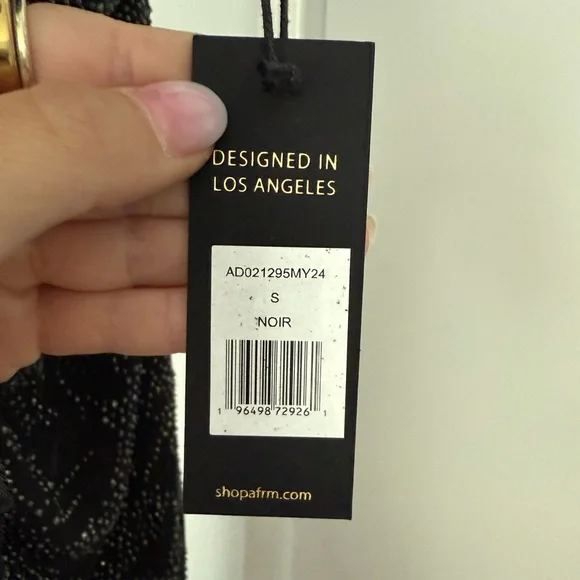 DESIGNED IN
LOS ANGELES
AD021295MY24
S
NOIR
1 96498 72926 1
shopafrm.com